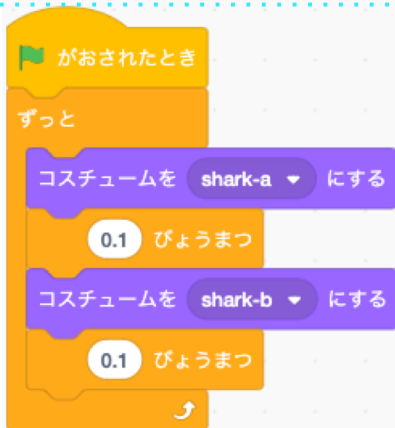 がおされたとき
ずっと
コスチュームを shark-a にする
0.1 びょうまつ
コスチュームを shark-b にする
0.1 びょうまつ